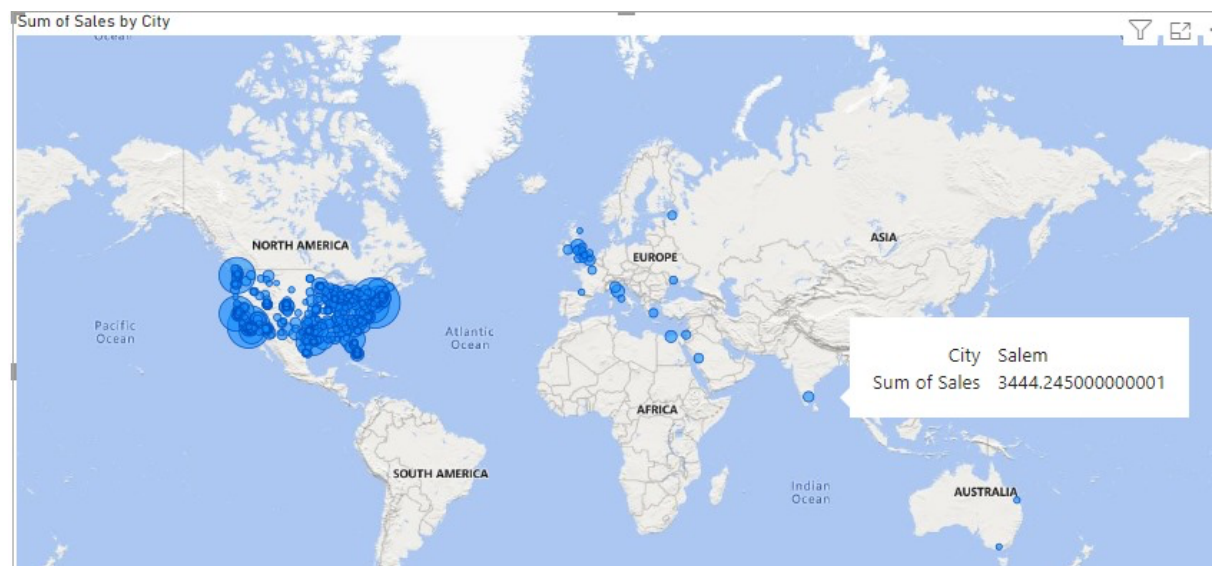 Sum of Sales by City
Ocean
NORTH AMERICA
ASIA
EUROPE
Pacific
Ocean
Atlantic
Ocean
City Salem
Sum of Sales 3444.245000000001
AFRICA
SOUTH AMERICA
Indian
Ocean
AUSTRALIA